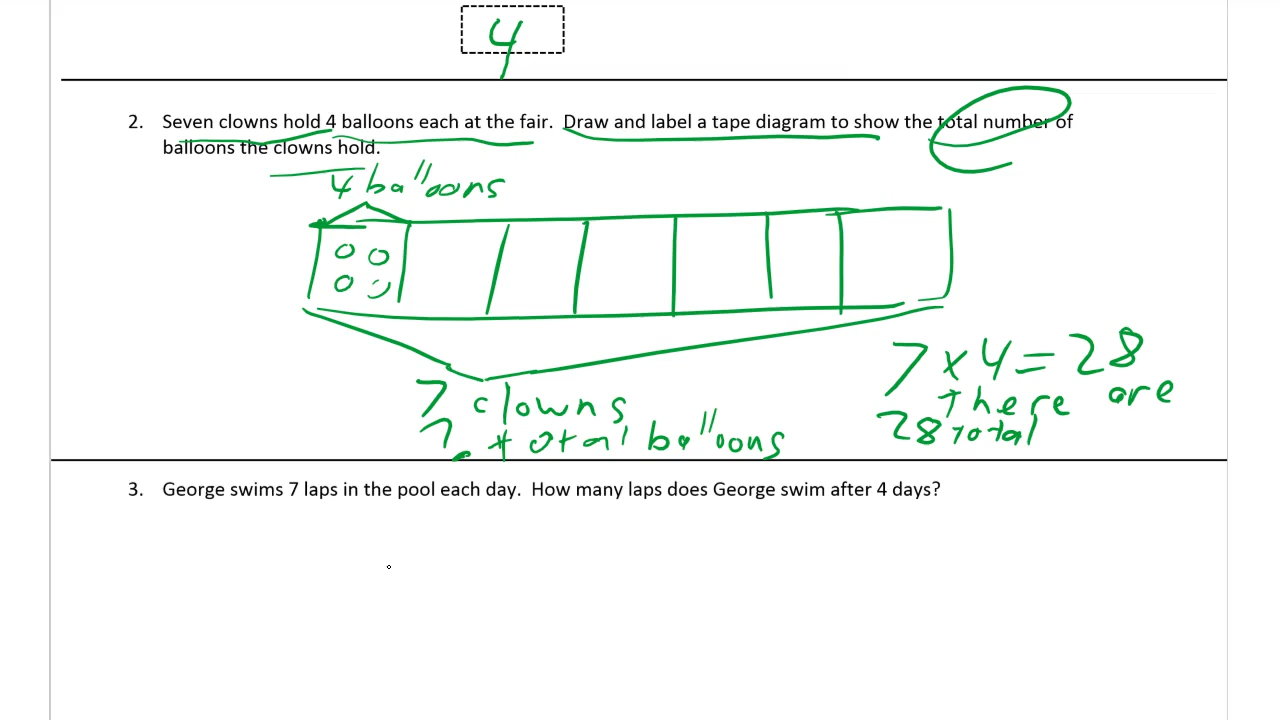 4
2. Seven clowns hold 4 balloons each at the fair. Draw and label a tape diagram to show the total number of
balloons the clowns hold.
4 balloons
7 clowns
? total balloons
7 x 4 = 28
There are
28 total
3. George swims 7 laps in the pool each day. How many laps does George swim after 4 days?